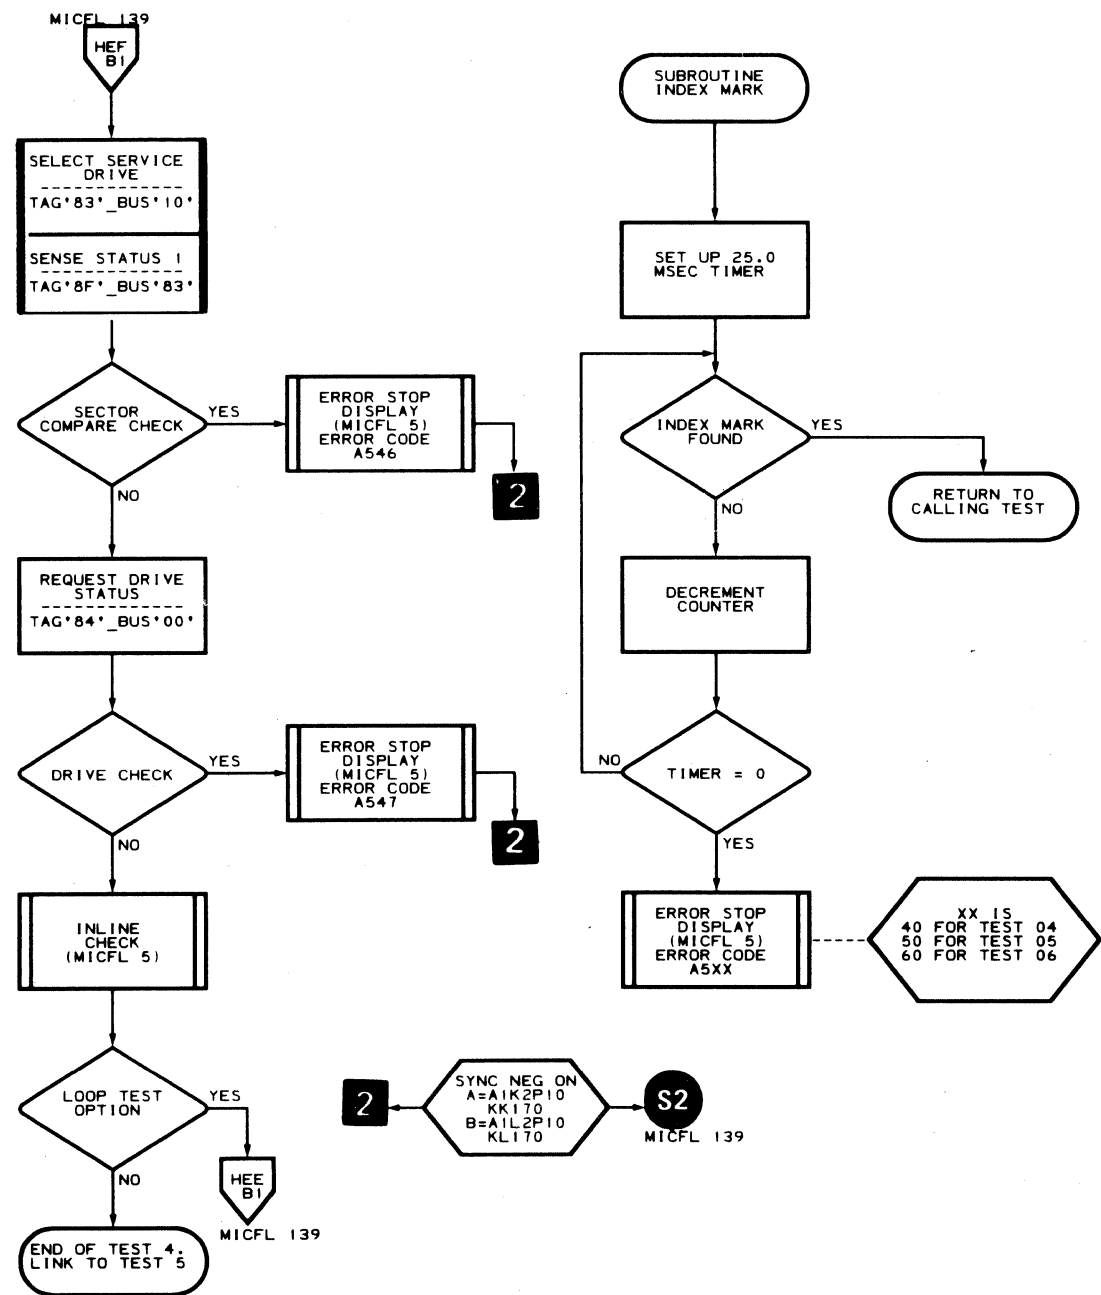 MICFL 139
HEF
B1
SELECT SERVICE
DRIVE
TAG'83'_BUS'10'
SENSE STATUS 1
TAG'8F'_BUS'83'
SECTOR
COMPARE CHECK
YES
NO
ERROR STOP
DISPLAY
(MICFL 5)
ERROR CODE
A546
2
REQUEST DRIVE
STATUS
TAG'84'_BUS'00'
DRIVE CHECK
YES
NO
ERROR STOP
DISPLAY
(MICFL 5)
ERROR CODE
A547
2
INLINE
CHECK
(MICFL 5)
LOOP TEST
OPTION
YES
NO
HEE
B1
MICFL 139
END OF TEST 4.
LINK TO TEST 5
SUBROUTINE
INDEX MARK
SET UP 25.0
MSEC TIMER
INDEX MARK
FOUND
YES
NO
RETURN TO
CALLING TEST
DECREMENT
COUNTER
TIMER = 0
NO
YES
ERROR STOP
DISPLAY
(MICFL 5)
ERROR CODE
A5XX
XX IS
40 FOR TEST 04
50 FOR TEST 05
60 FOR TEST 06
2
SYNC NEG ON
A=A1K2P10
KK170
B=A1L2P10
KL170
S2
MICFL 139